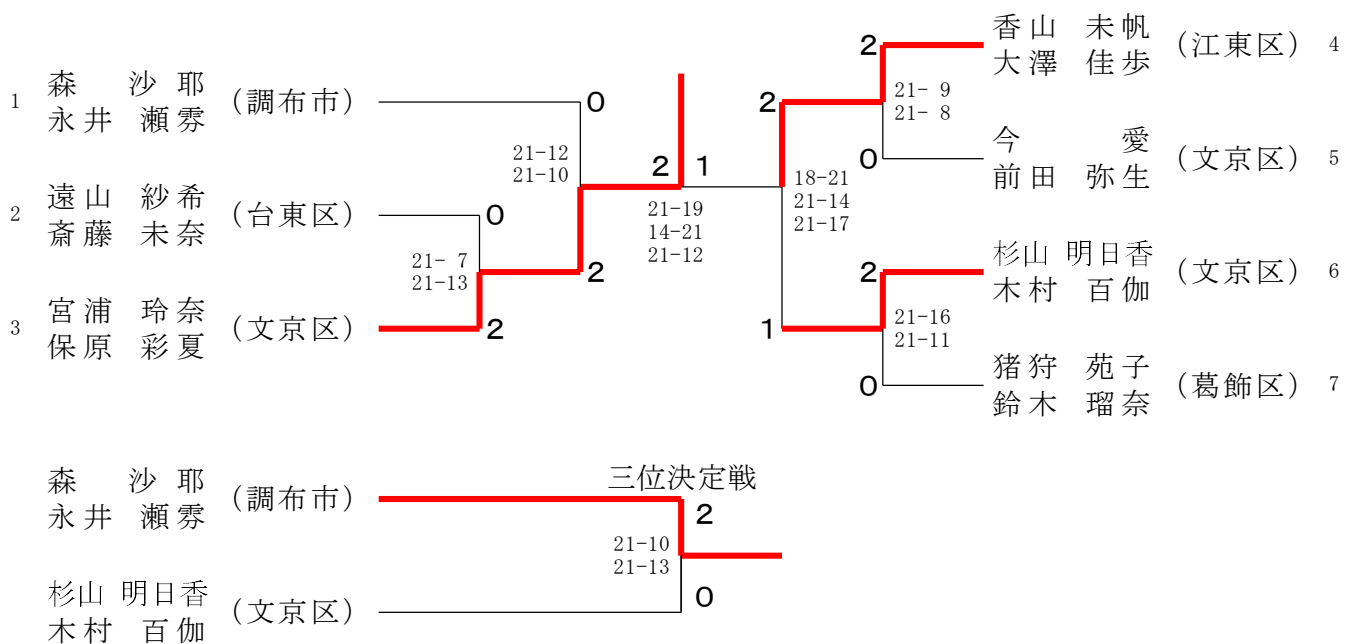 1 森 沙耶 (調布市)
永井 瀬雰
0
21-12
21-10
2 遠山 紗希 (台東区)
斎藤 未奈
0
21- 7
21-13
2
3 宮浦 玲奈 (文京区)
保原 彩夏
2
2 1
21-19
14-21
21-12
香山 未帆 (江東区) 4
大澤 佳歩
2
21- 9
21- 8
2
今 愛 (文京区) 5
前田 弥生
0
18-21
21-14
21-17
杉山 明日香 (文京区) 6
木村 百伽
2
21-16
21-11
1
猪狩 苑子 (葛飾区) 7
鈴木 瑠奈
0
三位決定戦
森 沙耶 (調布市)
永井 瀬雰
2
21-10
21-13
杉山 明日香 (文京区)
木村 百伽
0